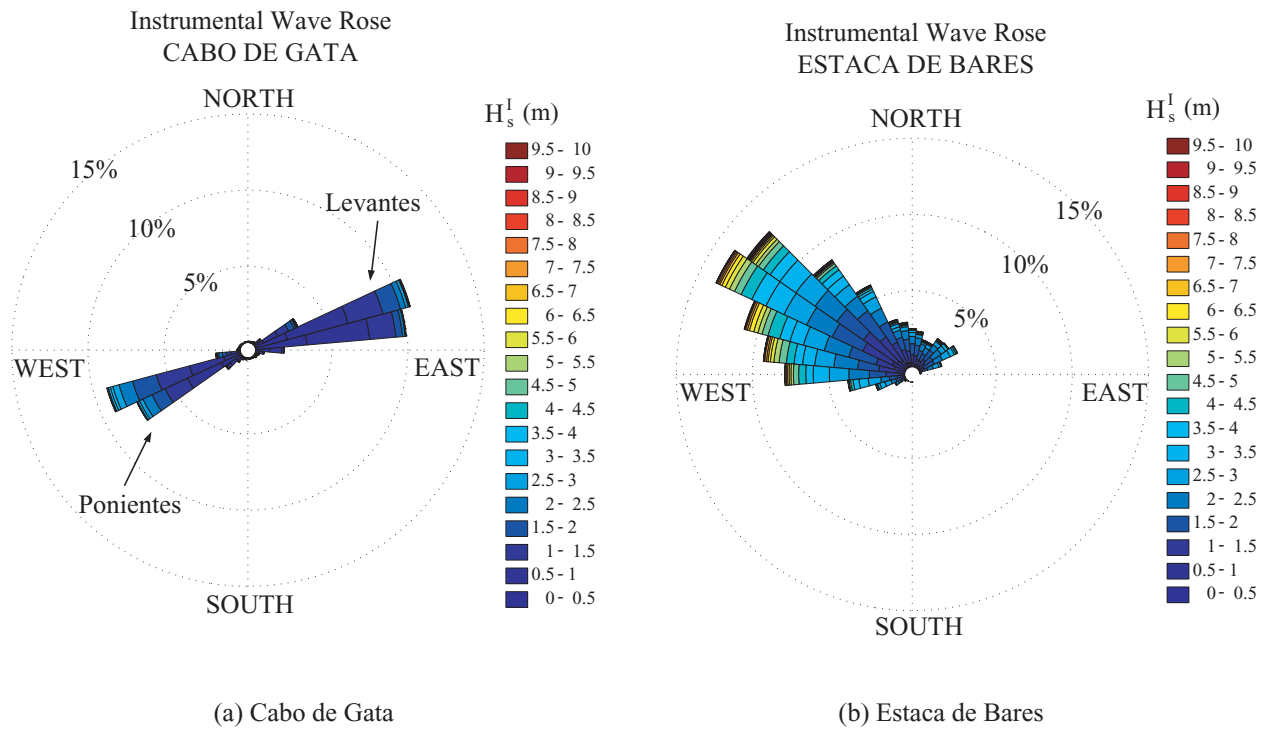 Instrumental Wave Rose
CABO DE GATA
NORTH
15%
10%
5%
Levantes
WEST
EAST
Ponientes
SOUTH
H_s^I (m)
9.5 - 10
9 - 9.5
8.5 - 9
8 - 8.5
7.5 - 8
7 - 7.5
6.5 - 7
6 - 6.5
5.5 - 6
5 - 5.5
4.5 - 5
4 - 4.5
3.5 - 4
3 - 3.5
2.5 - 3
2 - 2.5
1.5 - 2
1 - 1.5
0.5 - 1
0 - 0.5
(a) Cabo de Gata
Instrumental Wave Rose
ESTACA DE BARES
NORTH
15%
10%
5%
WEST
EAST
SOUTH
H_s^I (m)
9.5 - 10
9 - 9.5
8.5 - 9
8 - 8.5
7.5 - 8
7 - 7.5
6.5 - 7
6 - 6.5
5.5 - 6
5 - 5.5
4.5 - 5
4 - 4.5
3.5 - 4
3 - 3.5
2.5 - 3
2 - 2.5
1.5 - 2
1 - 1.5
0.5 - 1
0 - 0.5
(b) Estaca de Bares